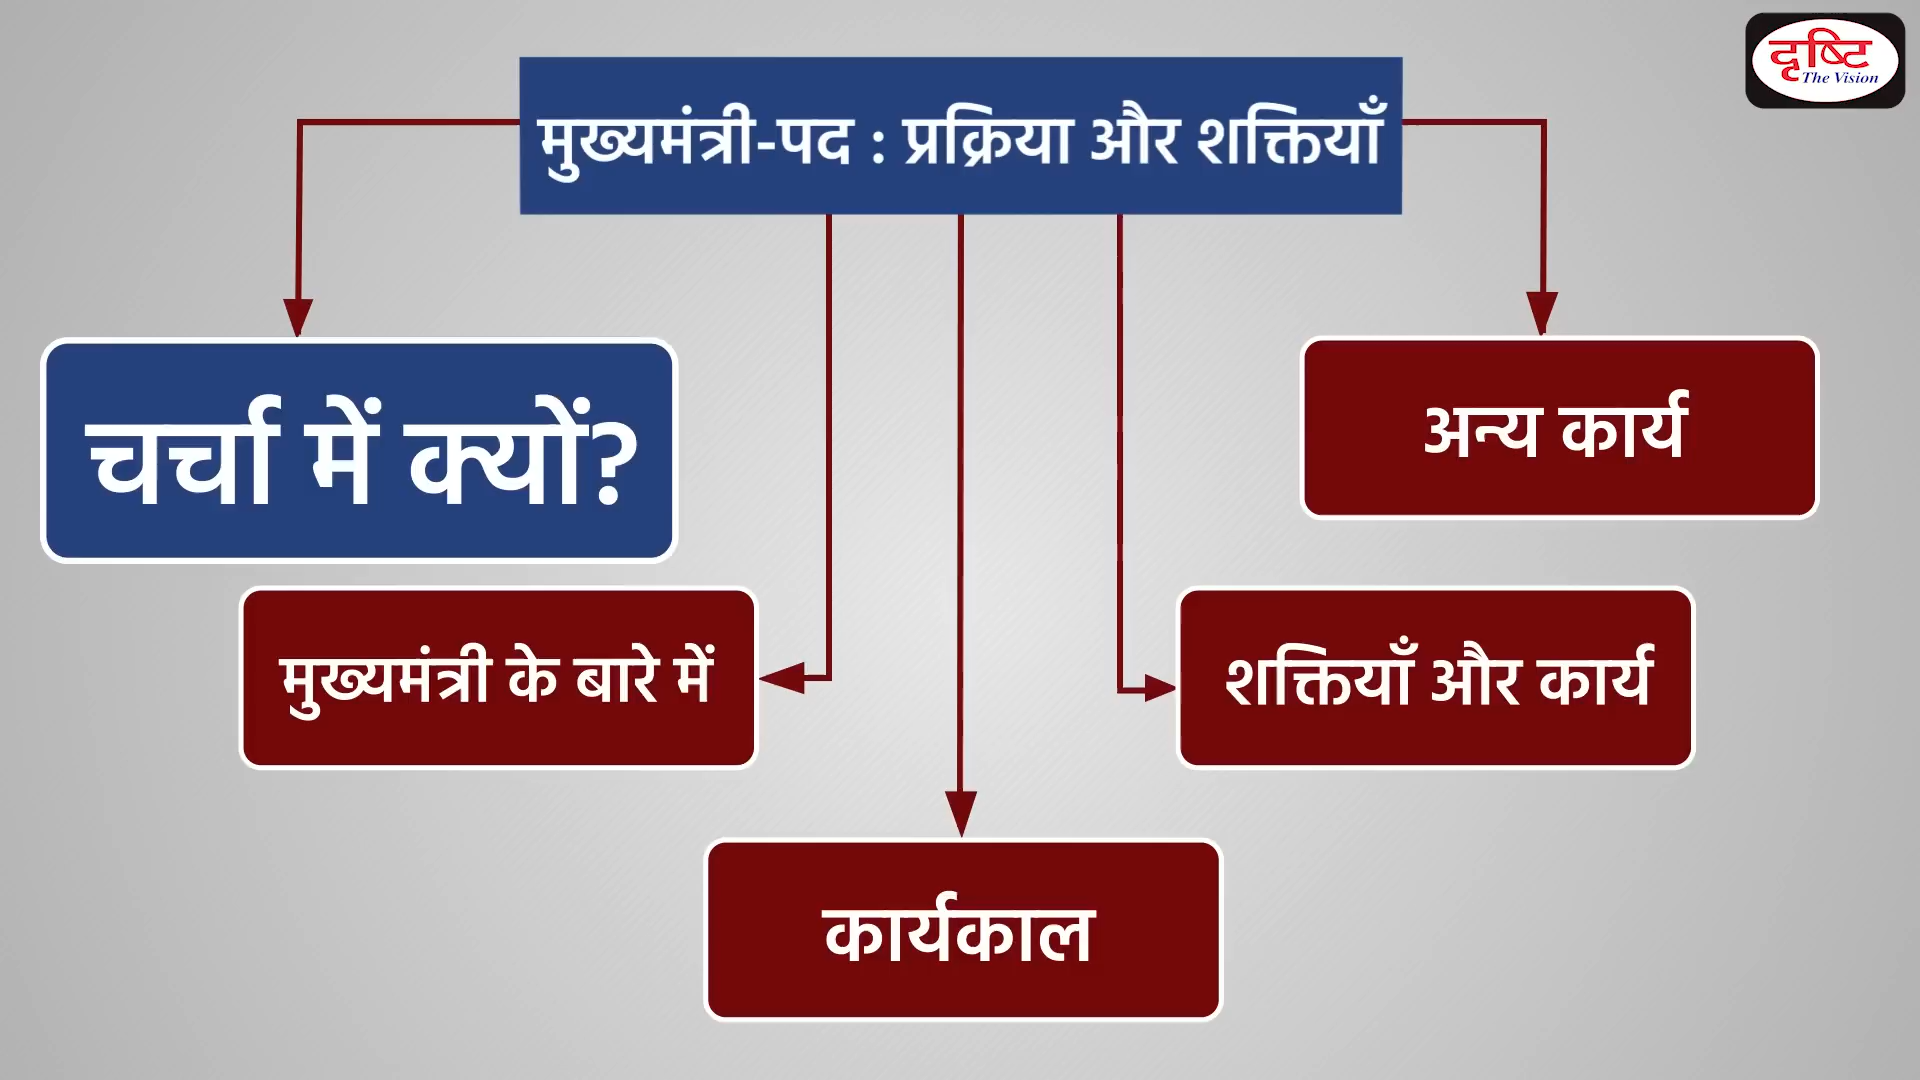 दृष्टि
The Vision
मुख्यमंत्री-पद : प्रक्रिया और शक्तियाँ
चर्चा में क्यों?
अन्य कार्य
मुख्यमंत्री के बारे में
शक्तियाँ और कार्य
कार्यकाल